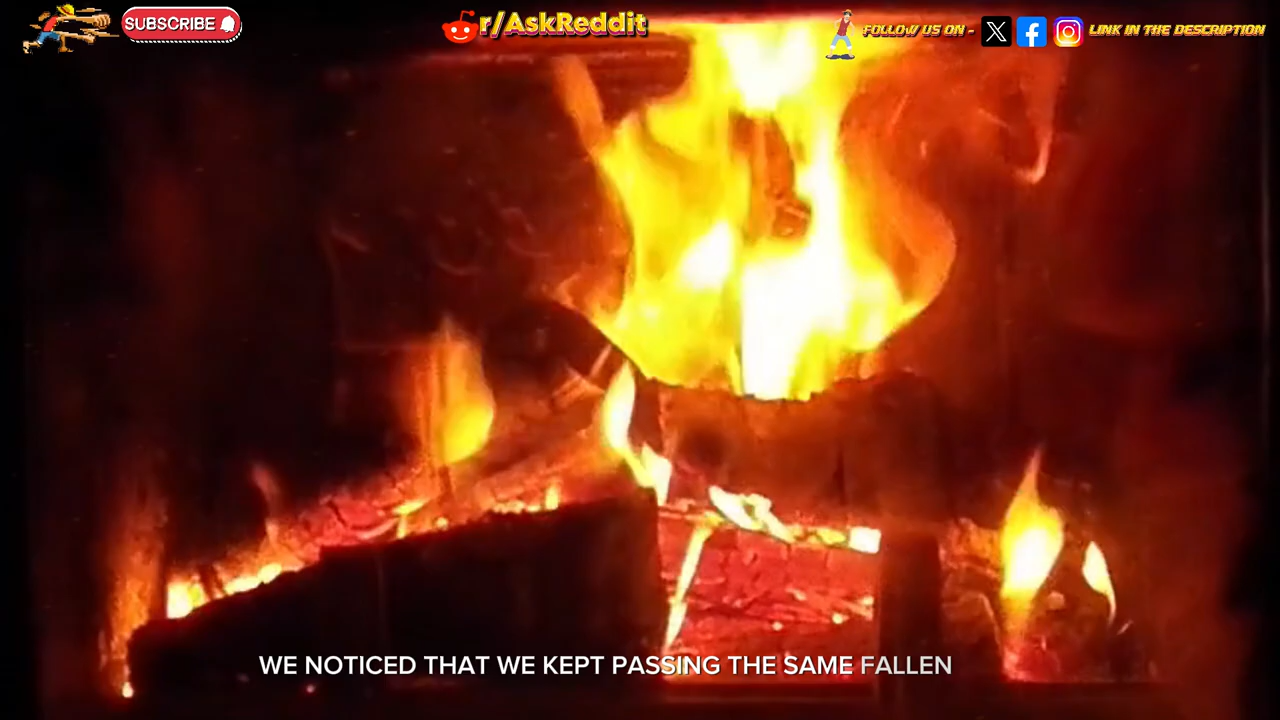 SUBSCRIBE
r/AskReddit
FOLLOW US ON -
LINK IN THE DESCRIPTION
WE NOTICED THAT WE KEPT PASSING THE SAME FALLEN